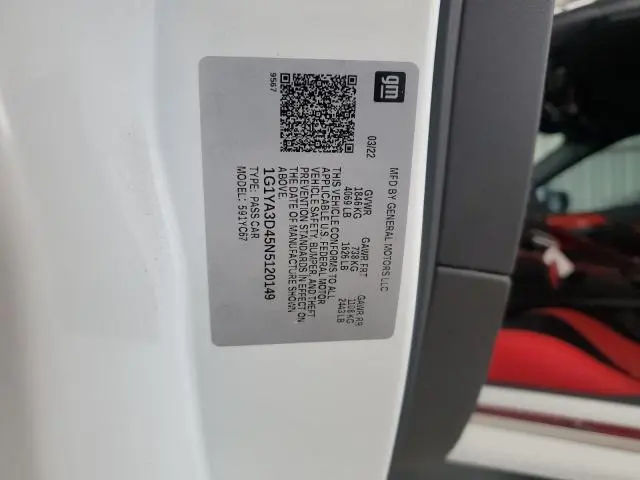 gm
MFD BY GENERAL MOTORS LLC
03/22
GVWR GAWR FRT GAWR RR
1846 KG 738 KG 1108 KG
4069 LB 1626 LB 2443 LB
THIS VEHICLE CONFORMS TO ALL
APPLICABLE U.S. FEDERAL MOTOR
VEHICLE SAFETY, BUMPER, AND THEFT
PREVENTION STANDARDS IN EFFECT ON
THE DATE OF MANUFACTURE SHOWN
ABOVE.
1G1YA3D45N5120149
TYPE: PASS CAR
MODEL: 591YC67
9567